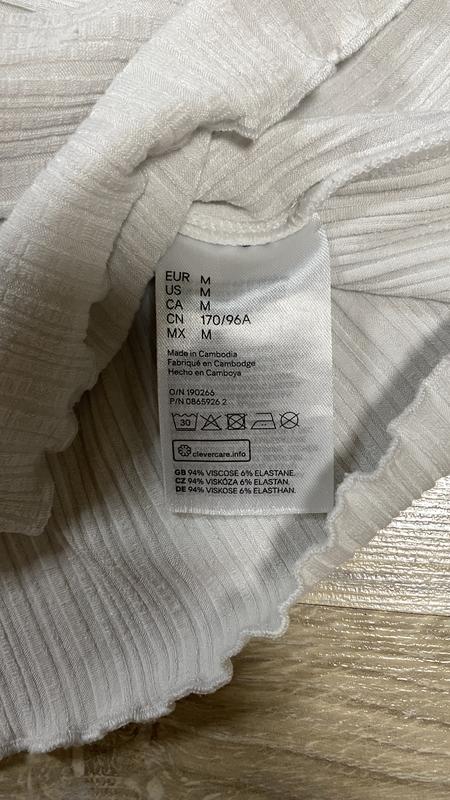 EUR M
US M
CA M
CN 170/96A
MX M
Made in Cambodia
Fabriqué en Cambodge
Hecho en Camboya
O/N 190266
P/N 0865926 2
30
clevercare.info
GB 94% VISCOSE 6% ELASTANE.
CZ 94% VISKÓZA 6% ELASTAN.
DE 94% VISKOSE 6% ELASTHAN.